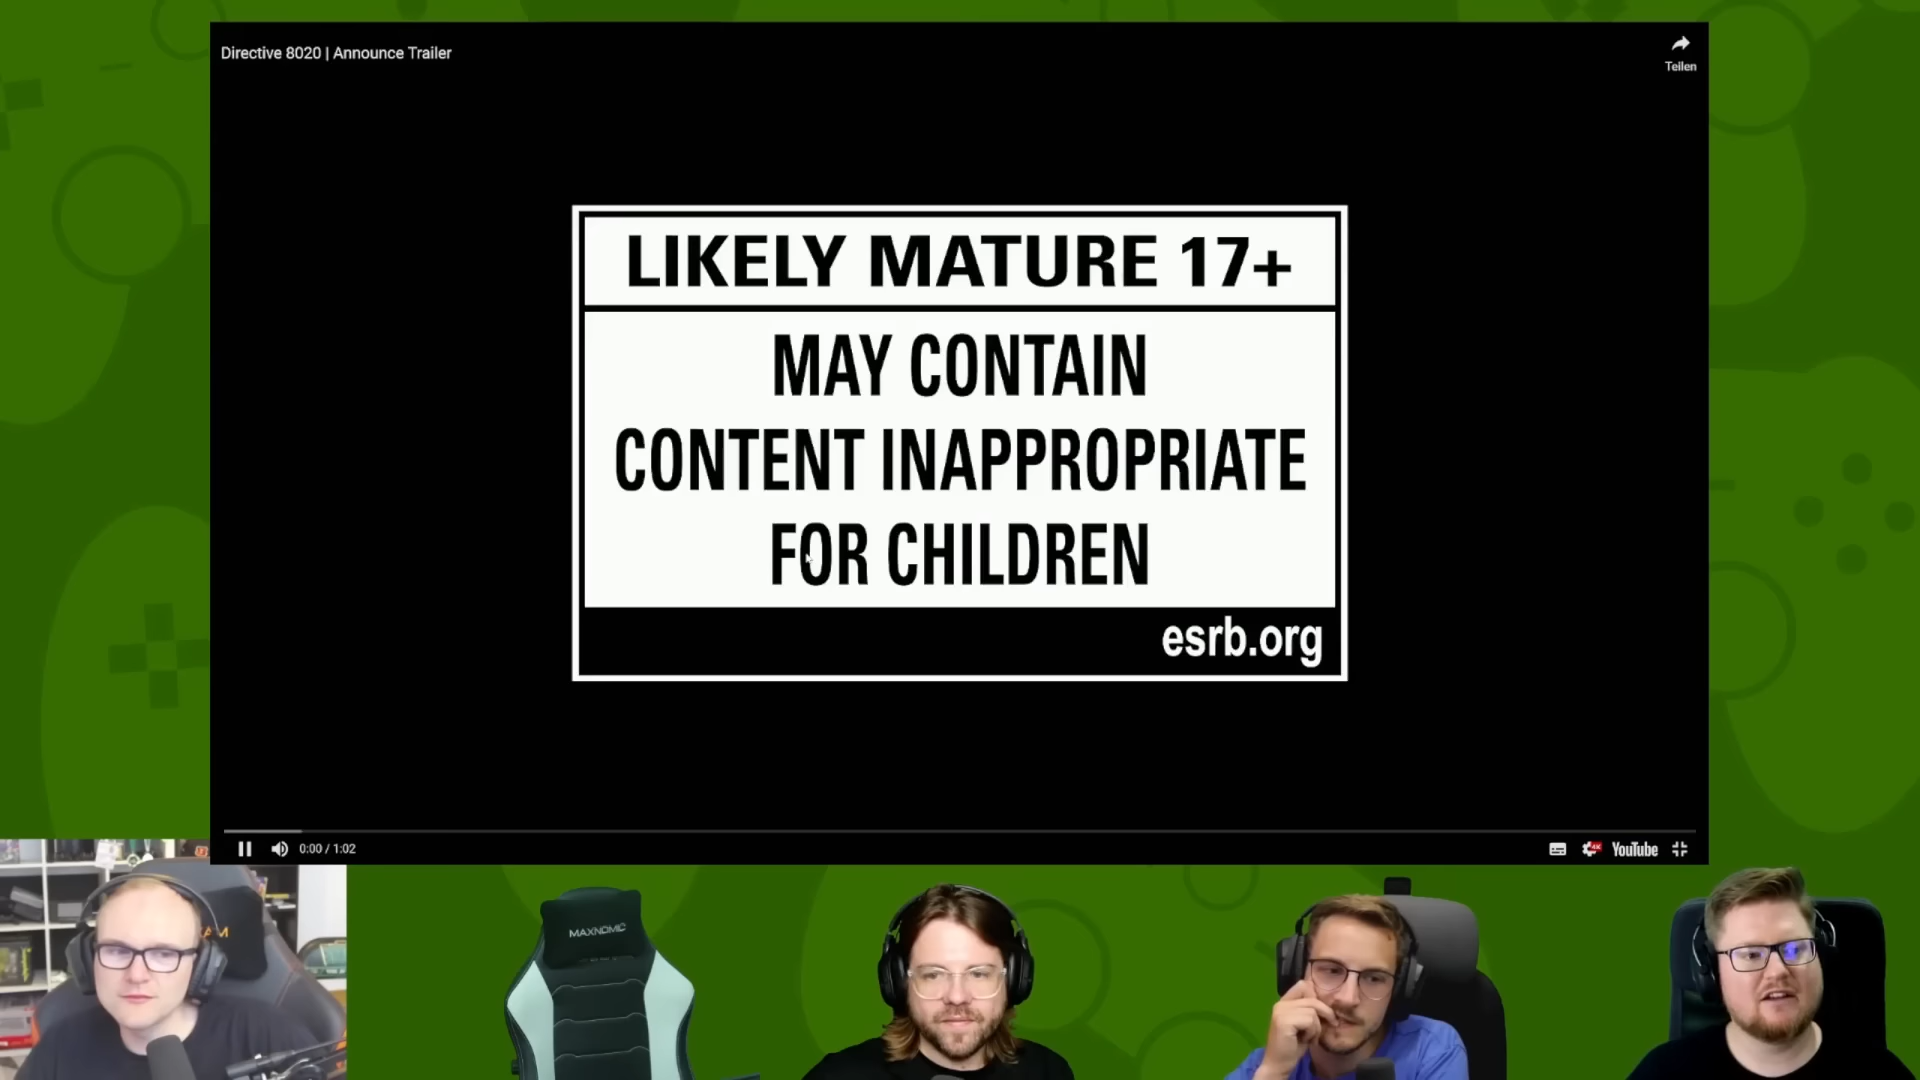 Directive 8020 | Announce Trailer
Teilen
LIKELY MATURE 17+
MAY CONTAIN
CONTENT INAPPROPRIATE
FOR CHILDREN
esrb.org
0:00 / 1:02
4K
YouTube
MAXNOMIC